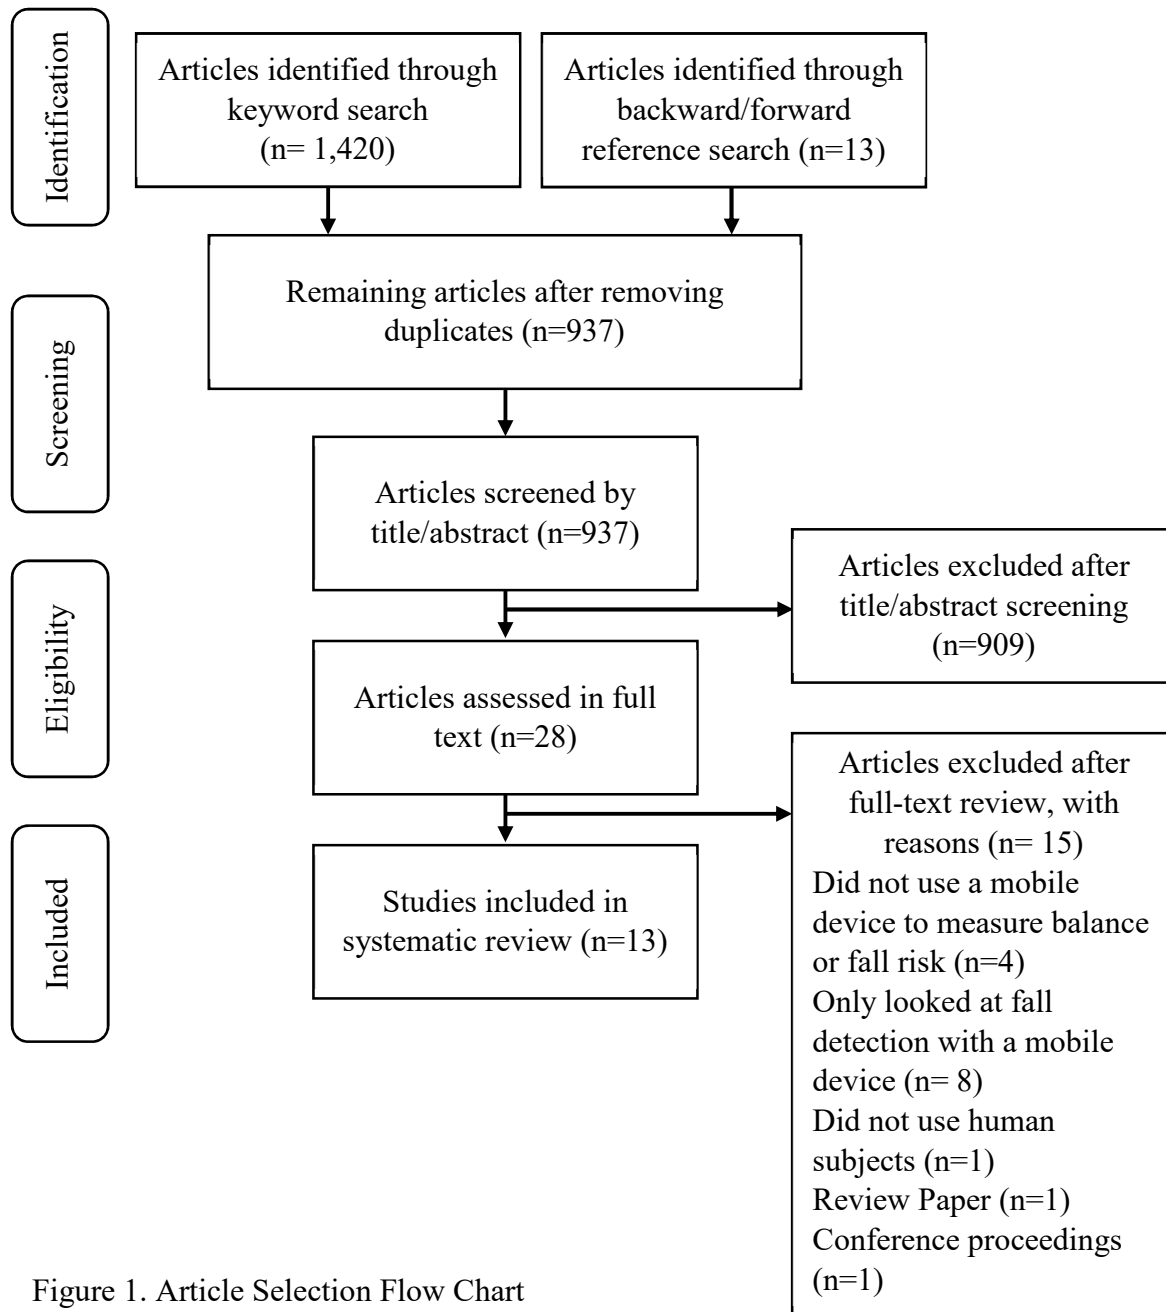 Identification
Articles identified through
keyword search
(n= 1,420)
Articles identified through
backward/forward
reference search (n=13)
Remaining articles after removing
duplicates (n=937)
Screening
Articles screened by
title/abstract (n=937)
Articles excluded after
title/abstract screening
(n=909)
Eligibility
Articles assessed in full
text (n=28)
Articles excluded after
full-text review, with
reasons (n= 15)
Did not use a mobile
device to measure balance
or fall risk (n=4)
Only looked at fall
detection with a mobile
device (n= 8)
Did not use human
subjects (n=1)
Review Paper (n=1)
Conference proceedings
(n=1)
Included
Studies included in
systematic review (n=13)
Figure 1. Article Selection Flow Chart